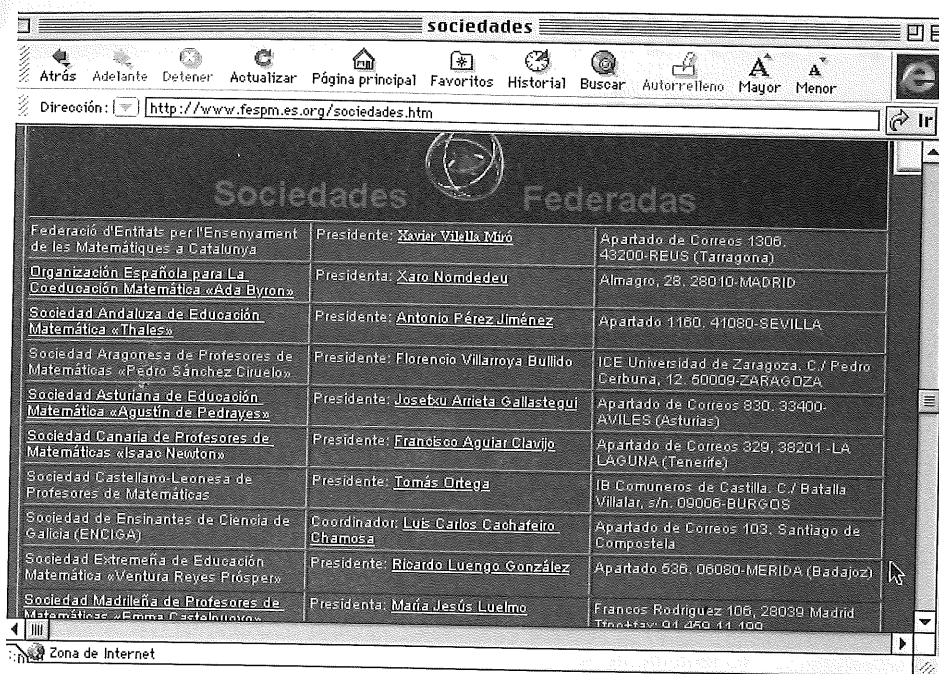 sociedades
Atrás Adelante Detener Actualizar Página principal Favoritos Historial Buscar Autorrelleno Mayor Menor
Dirección: http://www.fespm.es.org/sociedades.htm Ir
Sociedades Federadas
Federació d'Entitats per l'Ensenyament
de les Matemàtiques a Catalunya
Presidente: Xavier Vilella Miró
Apartado de Correos 1306.
43200-REUS (Tarragona)
Organización Española para La
Coeducación Matemática «Ada Byron»
Presidenta: Xaro Nomdedeu
Almagro, 28. 28010-MADRID
Sociedad Andaluza de Educación
Matemática «Thales»
Presidente: Antonio Pérez Jiménez
Apartado 1160. 41080-SEVILLA
Sociedad Aragonesa de Profesores de
Matemáticas «Pedro Sánchez Ciruelo»
Presidente: Florencio Villarroya Bullido
ICE Universidad de Zaragoza. C./ Pedro
Cerbuna, 12. 50009-ZARAGOZA
Sociedad Asturiana de Educación
Matemática «Agustín de Pedrayes»
Presidente: Josetxu Arrieta Gallastegui
Apartado de Correos 830. 33400-
AVILES (Asturias)
Sociedad Canaria de Profesores de
Matemáticas «Isaac Newton»
Presidente: Francisco Aguiar Clavijo
Apartado de Correos 329, 38201 -LA
LAGUNA (Tenerife)
Sociedad Castellano-Leonesa de
Profesores de Matemáticas
Presidente: Tomás Ortega
IB Comuneros de Castilla. C./ Batalla
Villalar, s/n. 09006-BURGOS
Sociedad de Ensinantes de Ciencia de
Galicia (ENCIGA)
Coordinador: Luis Carlos Cachafeiro
Chamosa
Apartado de Correos 103. Santiago de
Compostela
Sociedad Extremeña de Educación
Matemática «Ventura Reyes Prósper»
Presidente: Ricardo Luengo González
Apartado 536. 06080-MERIDA (Badajoz)
Sociedad Madrileña de Profesores de
Matemáticas «Emma Castelnuovo»
Presidenta: María Jesús Luelmo
Francos Rodríguez 106, 28039 Madrid
Tfno+fax: 91 459 11 199
Zona de Internet